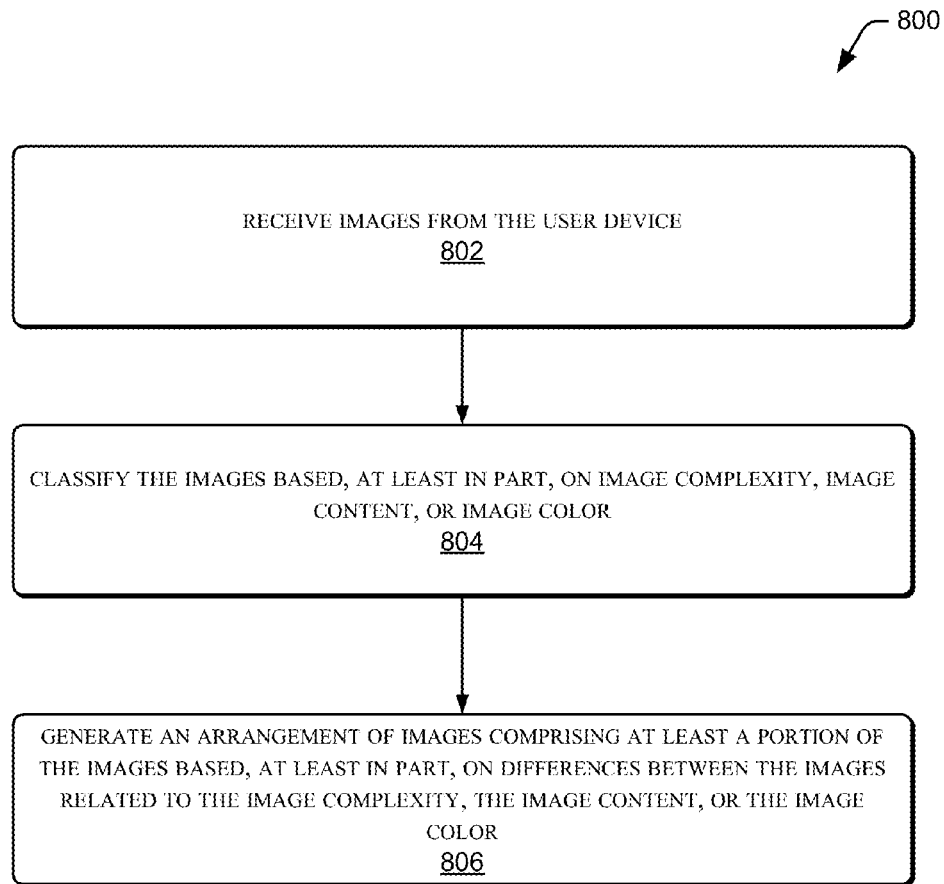 800
RECEIVE IMAGES FROM THE USER DEVICE
802
CLASSIFY THE IMAGES BASED, AT LEAST IN PART, ON IMAGE COMPLEXITY, IMAGE
CONTENT, OR IMAGE COLOR
804
GENERATE AN ARRANGEMENT OF IMAGES COMPRISING AT LEAST A PORTION OF
THE IMAGES BASED, AT LEAST IN PART, ON DIFFERENCES BETWEEN THE IMAGES
RELATED TO THE IMAGE COMPLEXITY, THE IMAGE CONTENT, OR THE IMAGE
COLOR
806